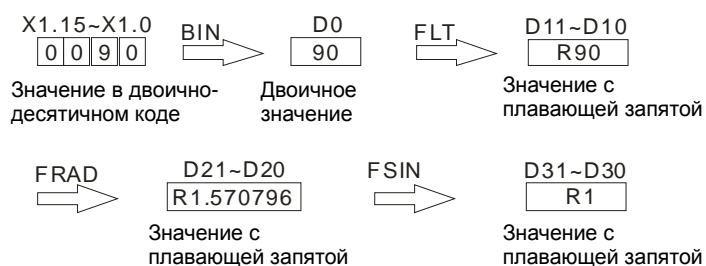 X1.15~X1.0 BIN D0 FLT D11~D10
0 0 9 0 90 R90
Значение в двоично-десятичном коде
Двоичное значение
Значение с плавающей запятой
FRAD D21~D20 FSIN D31~D30
R1.570796 R1
Значение с плавающей запятой
Значение с плавающей запятой